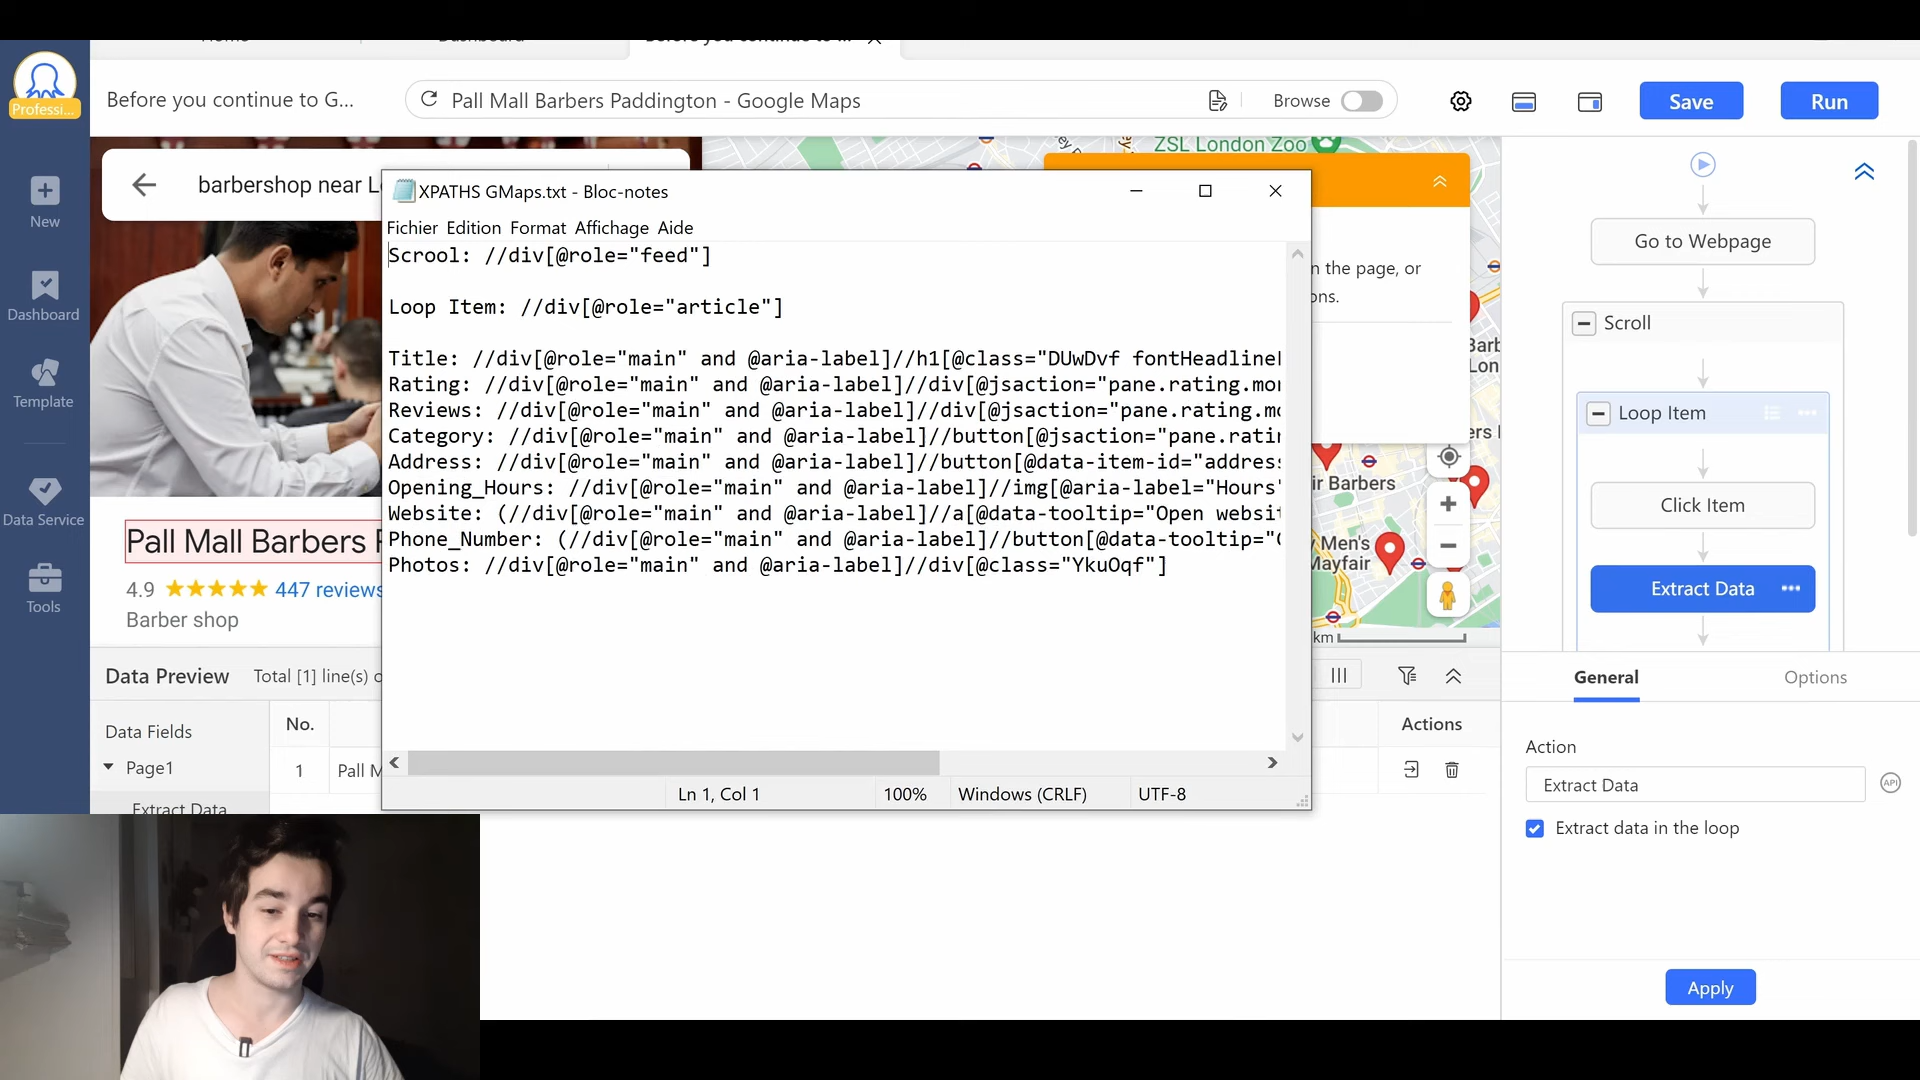 Before you continue to G...
Pall Mall Barbers Paddington - Google Maps
Browse
Save
Run
Professi...
New
Dashboard
Template
Data Service
Tools
barbershop near L
ZSL London Zoo
XPATHS GMaps.txt - Bloc-notes
Fichier Edition Format Affichage Aide
Scrool: //div[@role="feed"]
Loop Item: //div[@role="article"]
Title: //div[@role="main" and @aria-label]//h1[@class="DUwDvf fontHeadline
Rating: //div[@role="main" and @aria-label]//div[@jsaction="pane.rating.mor
Reviews: //div[@role="main" and @aria-label]//div[@jsaction="pane.rating.mo
Category: //div[@role="main" and @aria-label]//button[@jsaction="pane.ratin
Address: //div[@role="main" and @aria-label]//button[@data-item-id="address
Opening_Hours: //div[@role="main" and @aria-label]//img[@aria-label="Hours"
Website: (//div[@role="main" and @aria-label]//a[@data-tooltip="Open websit
Phone_Number: (//div[@role="main" and @aria-label]//button[@data-tooltip="C
Photos: //div[@role="main" and @aria-label]//div[@class="YkuOqf"]
Ln 1, Col 1
100%
Windows (CRLF)
UTF-8
n the page, or
ons.
ir Barbers
Men's
Mayfair
km
Pall Mall Barbers
4.9
447 reviews
Barber shop
Data Preview
Total [1] line(s)
Data Fields
No.
Actions
Page1
1
Pall M
Extract Data
Go to Webpage
Scroll
Loop Item
Click Item
Extract Data
General
Options
Action
Extract Data
API
Extract data in the loop
Apply